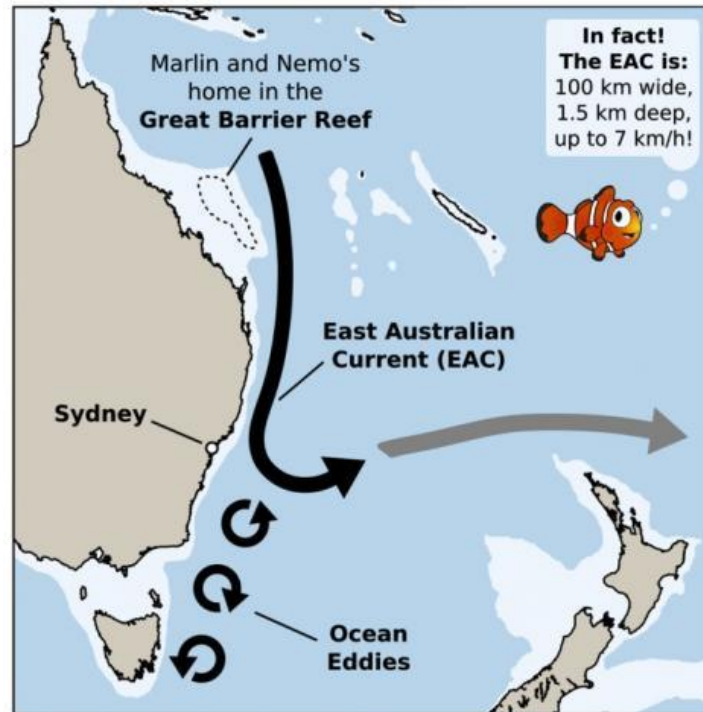 Marlin and Nemo's
home in the
Great Barrier Reef
In fact!
The EAC is:
100 km wide,
1.5 km deep,
up to 7 km/h!
East Australian
Current (EAC)
Sydney
Ocean
Eddies